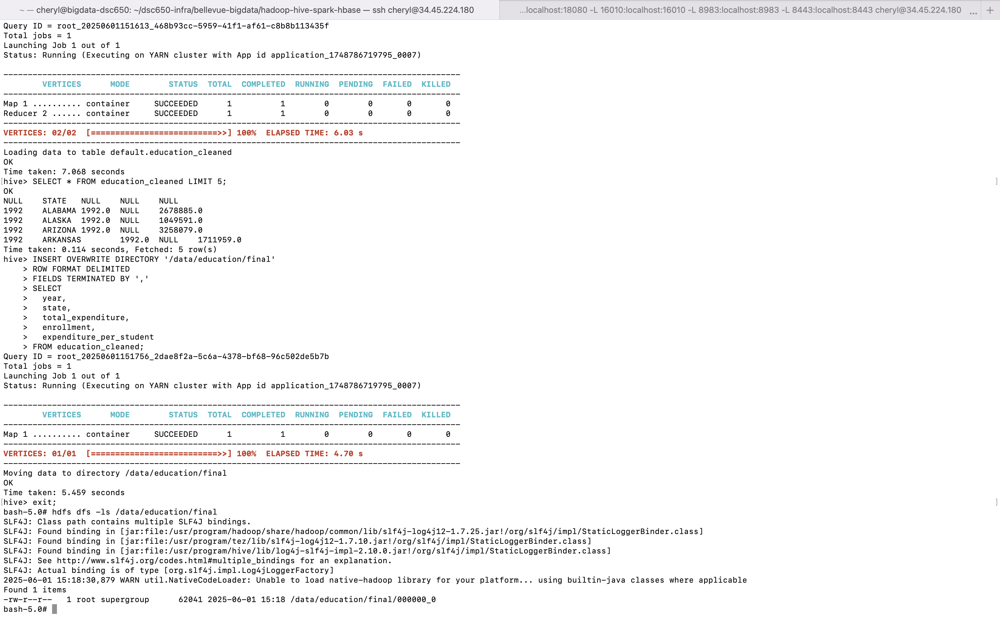 ~ — cheryl@bigdata-dsc650: ~/dsc650-infra/bellevue-bigdata/hadoop-hive-spark-hbase — ssh cheryl@34.45.224.180
...localhost:18080 -L 16010:localhost:16010 -L 8983:localhost:8983 -L 8443:localhost:8443 cheryl@34.45.224.180 ... +
Query ID = root_20250601151613_468b93cc-5959-41f1-af61-c8b8b113435f
Total jobs = 1
Launching Job 1 out of 1
Status: Running (Executing on YARN cluster with App id application_1748786719795_0007)

----------------------------------------------------------------------------------------------
        VERTICES      MODE        STATUS  TOTAL  COMPLETED  RUNNING  PENDING  FAILED  KILLED
----------------------------------------------------------------------------------------------
Map 1 .......... container     SUCCEEDED      1          1        0        0       0       0
Reducer 2 ...... container     SUCCEEDED      1          1        0        0       0       0
----------------------------------------------------------------------------------------------
VERTICES: 02/02  [==========================>>] 100%  ELAPSED TIME: 6.03 s
----------------------------------------------------------------------------------------------
Loading data to table default.education_cleaned
OK
Time taken: 7.068 seconds
[hive> SELECT * FROM education_cleaned LIMIT 5; ]
OK
NULL    STATE   NULL    NULL    NULL
1992    ALABAMA 1992.0  NULL    2678885.0
1992    ALASKA  1992.0  NULL    1049591.0
1992    ARIZONA 1992.0  NULL    3258079.0
1992    ARKANSAS        1992.0  NULL    1711959.0
Time taken: 0.114 seconds, Fetched: 5 row(s)
hive> INSERT OVERWRITE DIRECTORY '/data/education/final'
    > ROW FORMAT DELIMITED
    > FIELDS TERMINATED BY ','
    > SELECT
    >   year,
    >   state,
    >   total_expenditure,
    >   enrollment,
    >   expenditure_per_student
    > FROM education_cleaned;
Query ID = root_20250601151756_2dae8f2a-5c6a-4378-bf68-96c502de5b7b
Total jobs = 1
Launching Job 1 out of 1
Status: Running (Executing on YARN cluster with App id application_1748786719795_0007)

----------------------------------------------------------------------------------------------
        VERTICES      MODE        STATUS  TOTAL  COMPLETED  RUNNING  PENDING  FAILED  KILLED
----------------------------------------------------------------------------------------------
Map 1 .......... container     SUCCEEDED      1          1        0        0       0       0
----------------------------------------------------------------------------------------------
VERTICES: 01/01  [==========================>>] 100%  ELAPSED TIME: 4.70 s
----------------------------------------------------------------------------------------------
Moving data to directory /data/education/final
OK
Time taken: 5.459 seconds
[hive> exit; ]
bash-5.0# hdfs dfs -ls /data/education/final
SLF4J: Class path contains multiple SLF4J bindings.
SLF4J: Found binding in [jar:file:/usr/program/hadoop/share/hadoop/common/lib/slf4j-log4j12-1.7.25.jar!/org/slf4j/impl/StaticLoggerBinder.class]
SLF4J: Found binding in [jar:file:/usr/program/tez/lib/slf4j-log4j12-1.7.10.jar!/org/slf4j/impl/StaticLoggerBinder.class]
SLF4J: Found binding in [jar:file:/usr/program/hive/lib/log4j-slf4j-impl-2.10.0.jar!/org/slf4j/impl/StaticLoggerBinder.class]
SLF4J: See http://www.slf4j.org/codes.html#multiple_bindings for an explanation.
SLF4J: Actual binding is of type [org.slf4j.impl.Log4jLoggerFactory]
2025-06-01 15:18:30,879 WARN util.NativeCodeLoader: Unable to load native-hadoop library for your platform... using builtin-java classes where applicable
Found 1 items
-rw-r--r--   1 root supergroup      62041 2025-06-01 15:18 /data/education/final/000000_0
bash-5.0#